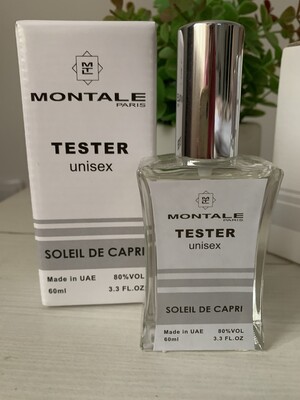 MONTALE
PARIS
TESTER
unisex
SOLEIL DE CAPRI
Made in UAE 80%VOL
60ml 3.3 FL.OZ
MONTALE
PARIS
TESTER
unisex
SOLEIL DE CAPRI
Made in UAE 80%VOL
60ml 3.3 FL.OZ